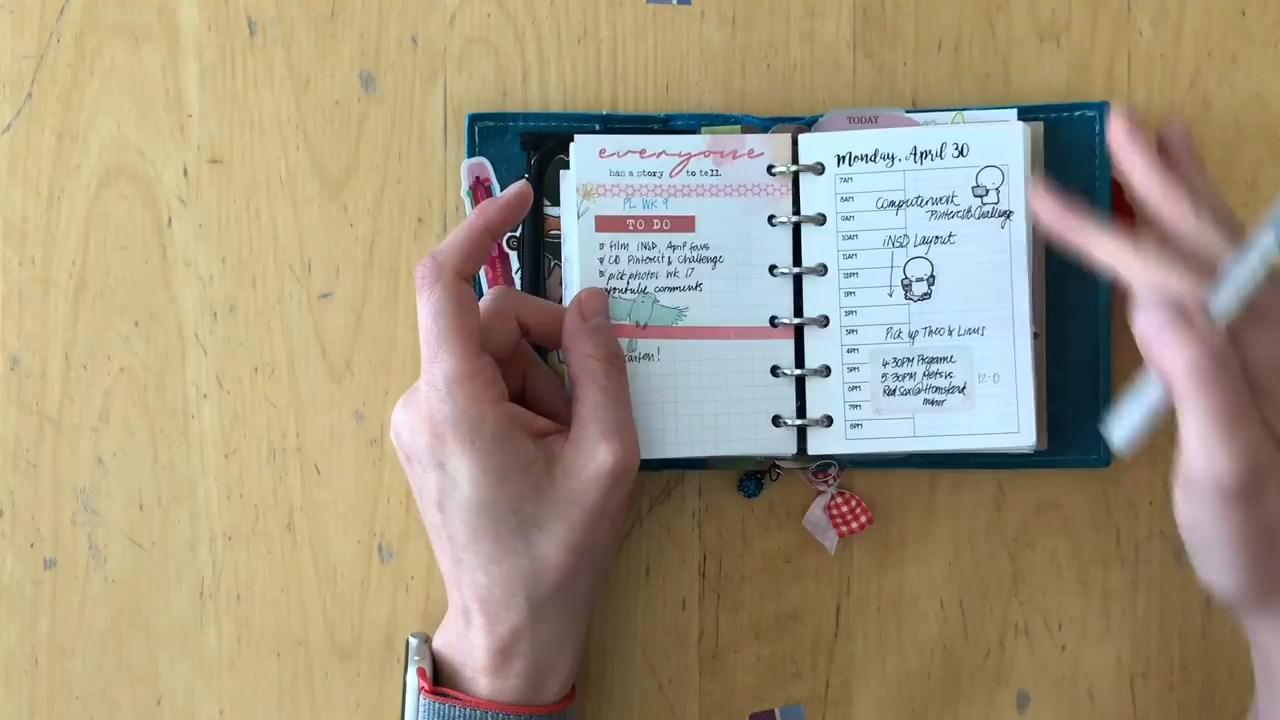 everyone
has a story to tell.
PL WK 9
TO DO
film iNSD, April favs
CD Pinterest & Challenge
pick photos Wk 17
youtube comments
TODAY
Monday, April 30
7AM
8AM
Computerwork
9AM
Pinterest & Challenge
10AM
iNSD Layout
11AM
12PM
1PM
2PM
3PM
Pick up Theo & Linus
4PM
4:30PM Pregame
5PM
5:30PM Mets vs.
12-0
6PM
Red Sox @ Homestead
7PM
minor
8PM